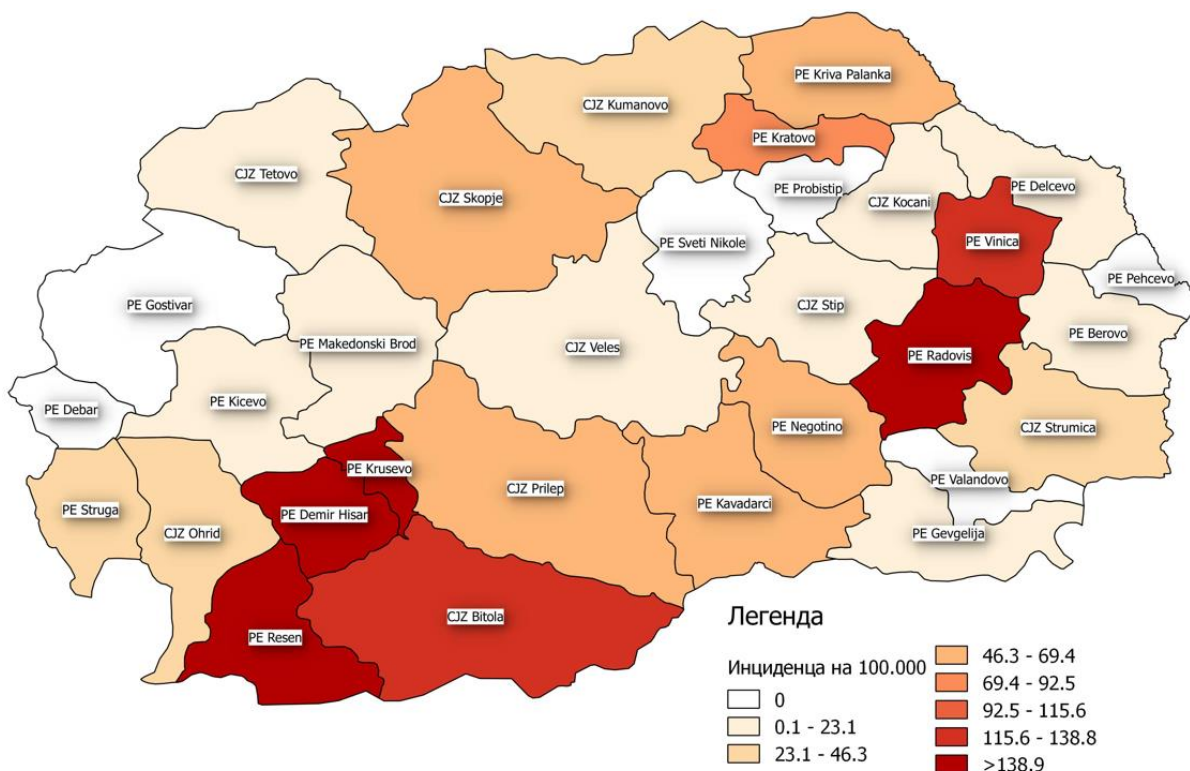 PE Kriva Palanka
CJZ Kumanovo
PE Kratovo
CJZ Tetovo
PE Probistip
PE Delcevo
CJZ Skopje
CJZ Kocani
PE Sveti Nikole
PE Vinica
PE Pehcevo
PE Gostivar
CJZ Stip
PE Berovo
PE Makedonski Brod
CJZ Veles
PE Radovis
PE Debar
PE Kicevo
PE Negotino
CJZ Strumica
PE Krusevo
PE Valandovo
CJZ Prilep
PE Kavadarci
PE Struga
PE Demir Hisar
CJZ Ohrid
PE Gevgelija
CJZ Bitola
PE Resen
Легенда
Инциденца на 100.000
0
0.1 - 23.1
23.1 - 46.3
46.3 - 69.4
69.4 - 92.5
92.5 - 115.6
115.6 - 138.8
>138.9